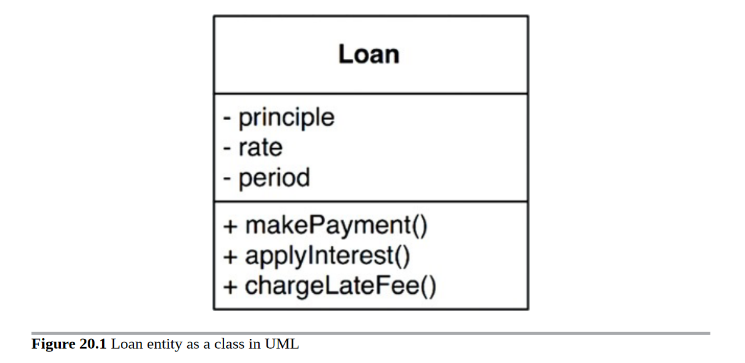 Loan
- principle
- rate
- period
+ makePayment()
+ applyInterest()
+ chargeLateFee()
Figure 20.1 Loan entity as a class in UML